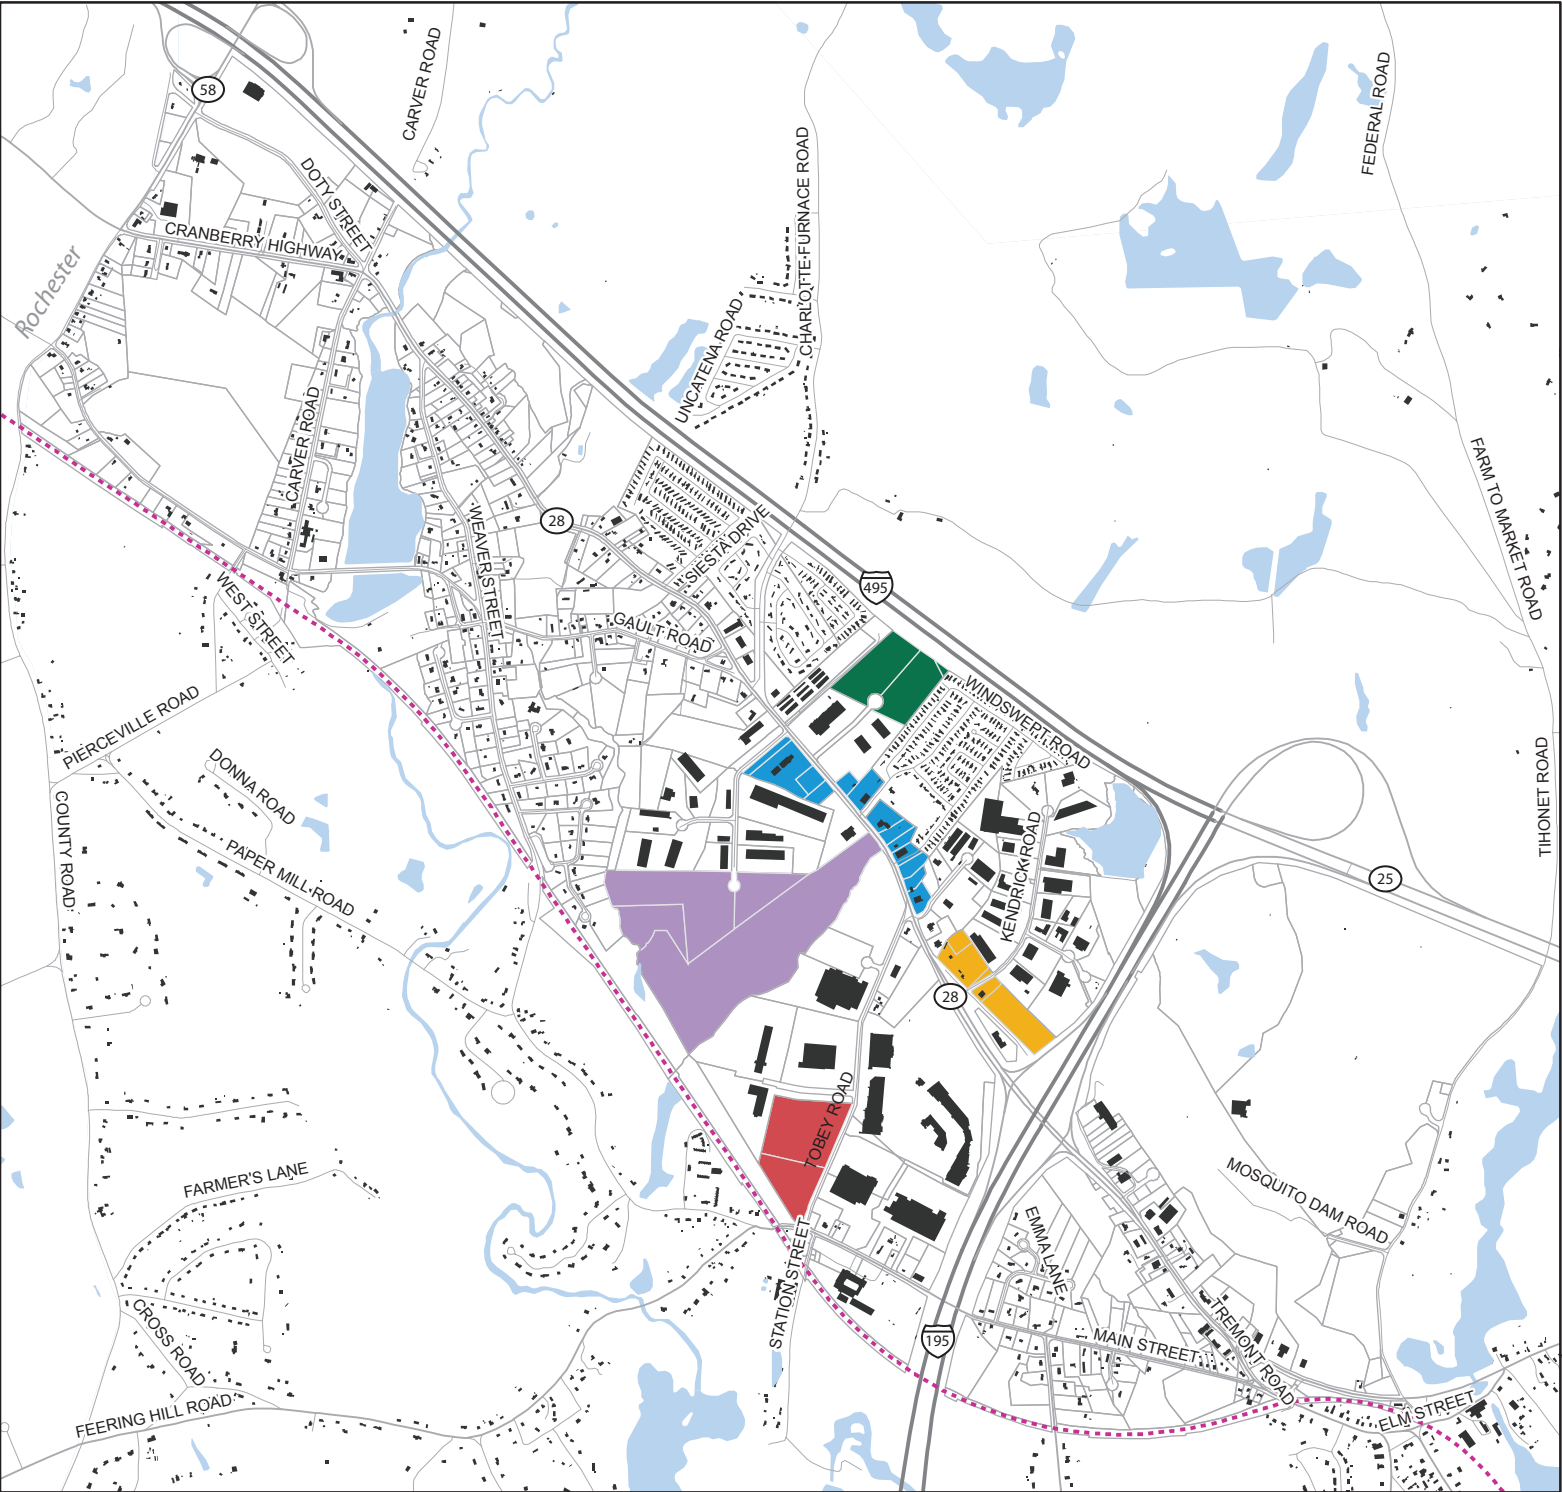 58
CARVER ROAD
FEDERAL ROAD
DOTY STREET
CHARLOTTE FURNACE ROAD
CRANBERRY HIGHWAY
Rochester
UNCATENA ROAD
CARVER ROAD
FARM TO MARKET ROAD
28
WEAVER STREET
SIESTA DRIVE
495
WEST STREET
GAULT ROAD
WINDSWEPT ROAD
PIERCEVILLE ROAD
DONNA ROAD
TIHONET ROAD
COUNTY ROAD
PAPER MILL ROAD
KENDRICK ROAD
25
28
TOBEY ROAD
FARMER'S LANE
MOSQUITO DAM ROAD
EMMA LANE
STATION STREET
CROSS ROAD
195
MAIN STREET
TREMONT ROAD
FEERING HILL ROAD
ELM STREET